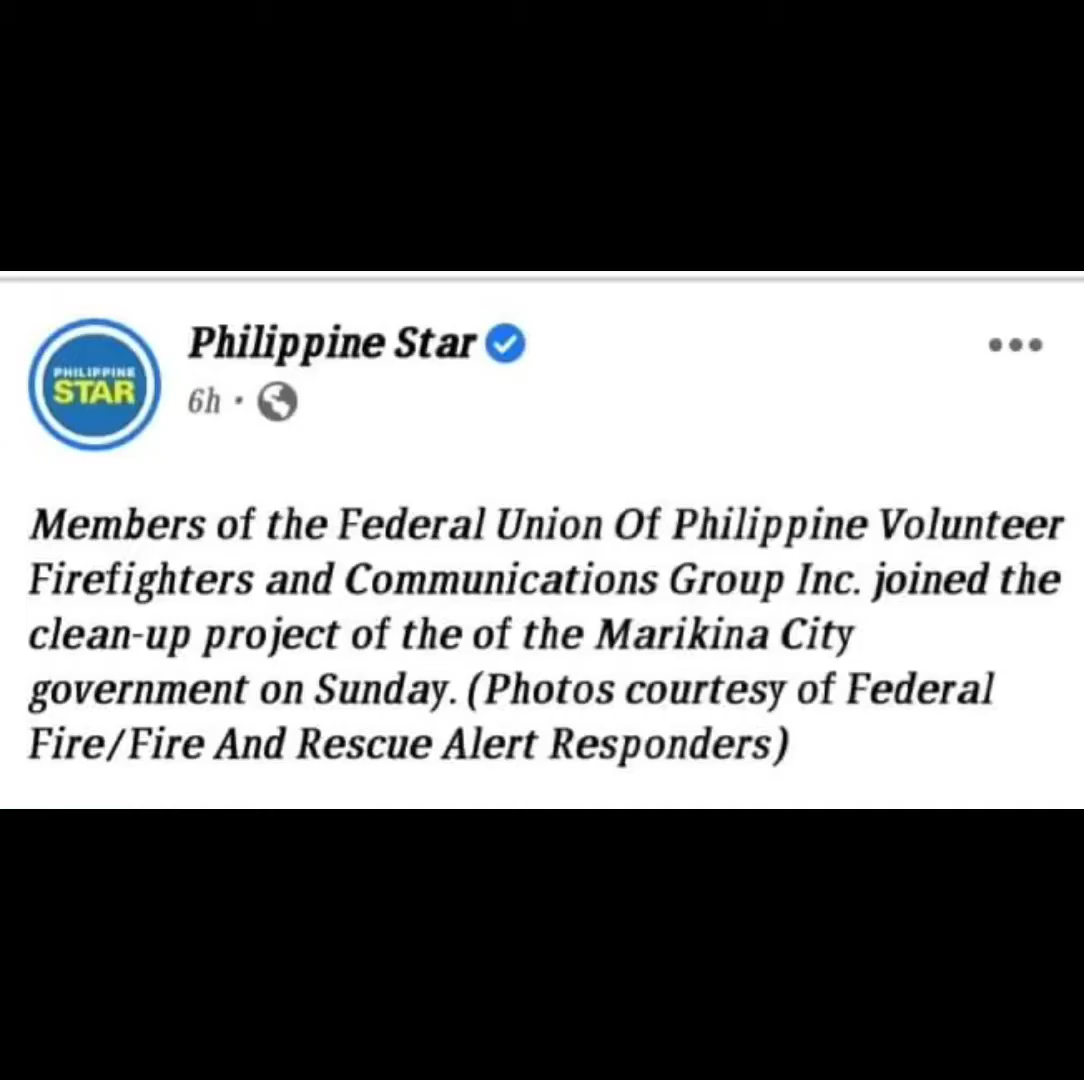 PHILIPPINE
STAR
Philippine Star
6h ·
Members of the Federal Union Of Philippine Volunteer
Firefighters and Communications Group Inc. joined the
clean-up project of the of the Marikina City
government on Sunday. (Photos courtesy of Federal
Fire/Fire And Rescue Alert Responders)